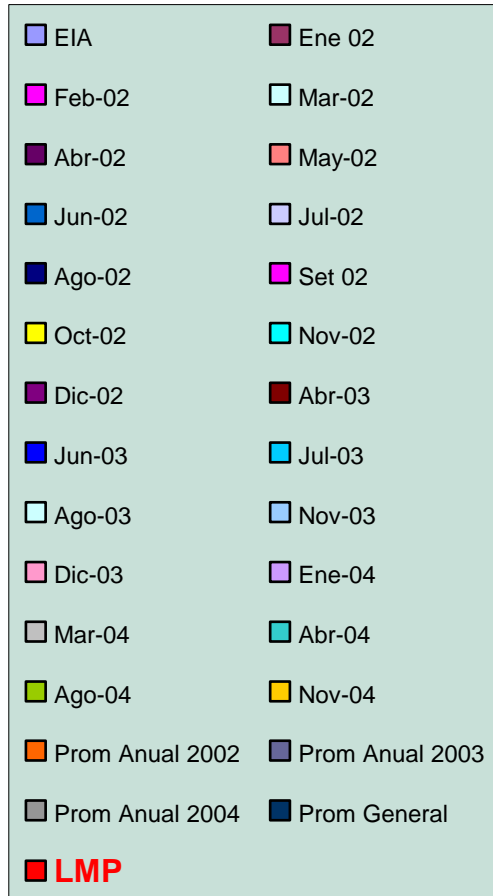 EIA Ene 02
Feb-02 Mar-02
Abr-02 May-02
Jun-02 Jul-02
Ago-02 Set 02
Oct-02 Nov-02
Dic-02 Abr-03
Jun-03 Jul-03
Ago-03 Nov-03
Dic-03 Ene-04
Mar-04 Abr-04
Ago-04 Nov-04
Prom Anual 2002 Prom Anual 2003
Prom Anual 2004 Prom General
LMP